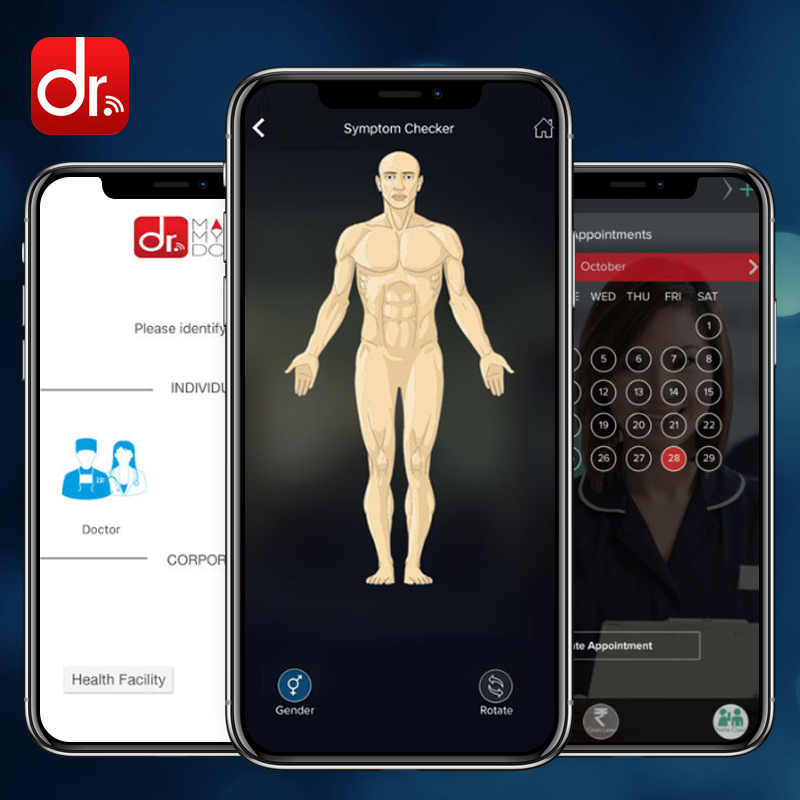 dr.
Symptom Checker
Gender
Rotate
dr.
MA
MY
DO
Please identify
INDIVIDU
Doctor
CORPOR
Health Facility
Appointments
October
E WED THU FRI SAT
1
5 6 7 8
12 13 14 15
19 20 21 22
26 27 28 29
te Appointment
₹